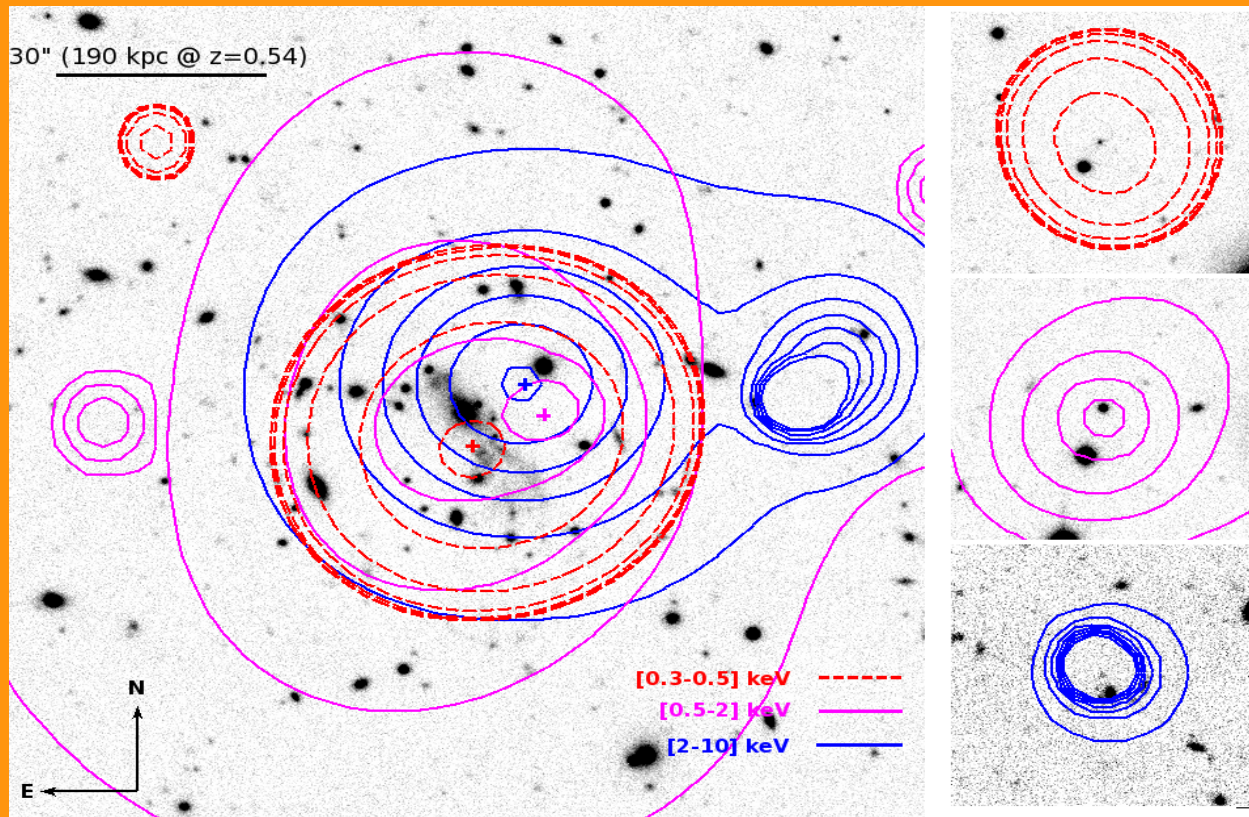 30" (190 kpc @ z=0.54)
[0.3-0.5] keV
[0.5-2] keV
[2-10] keV
N
E